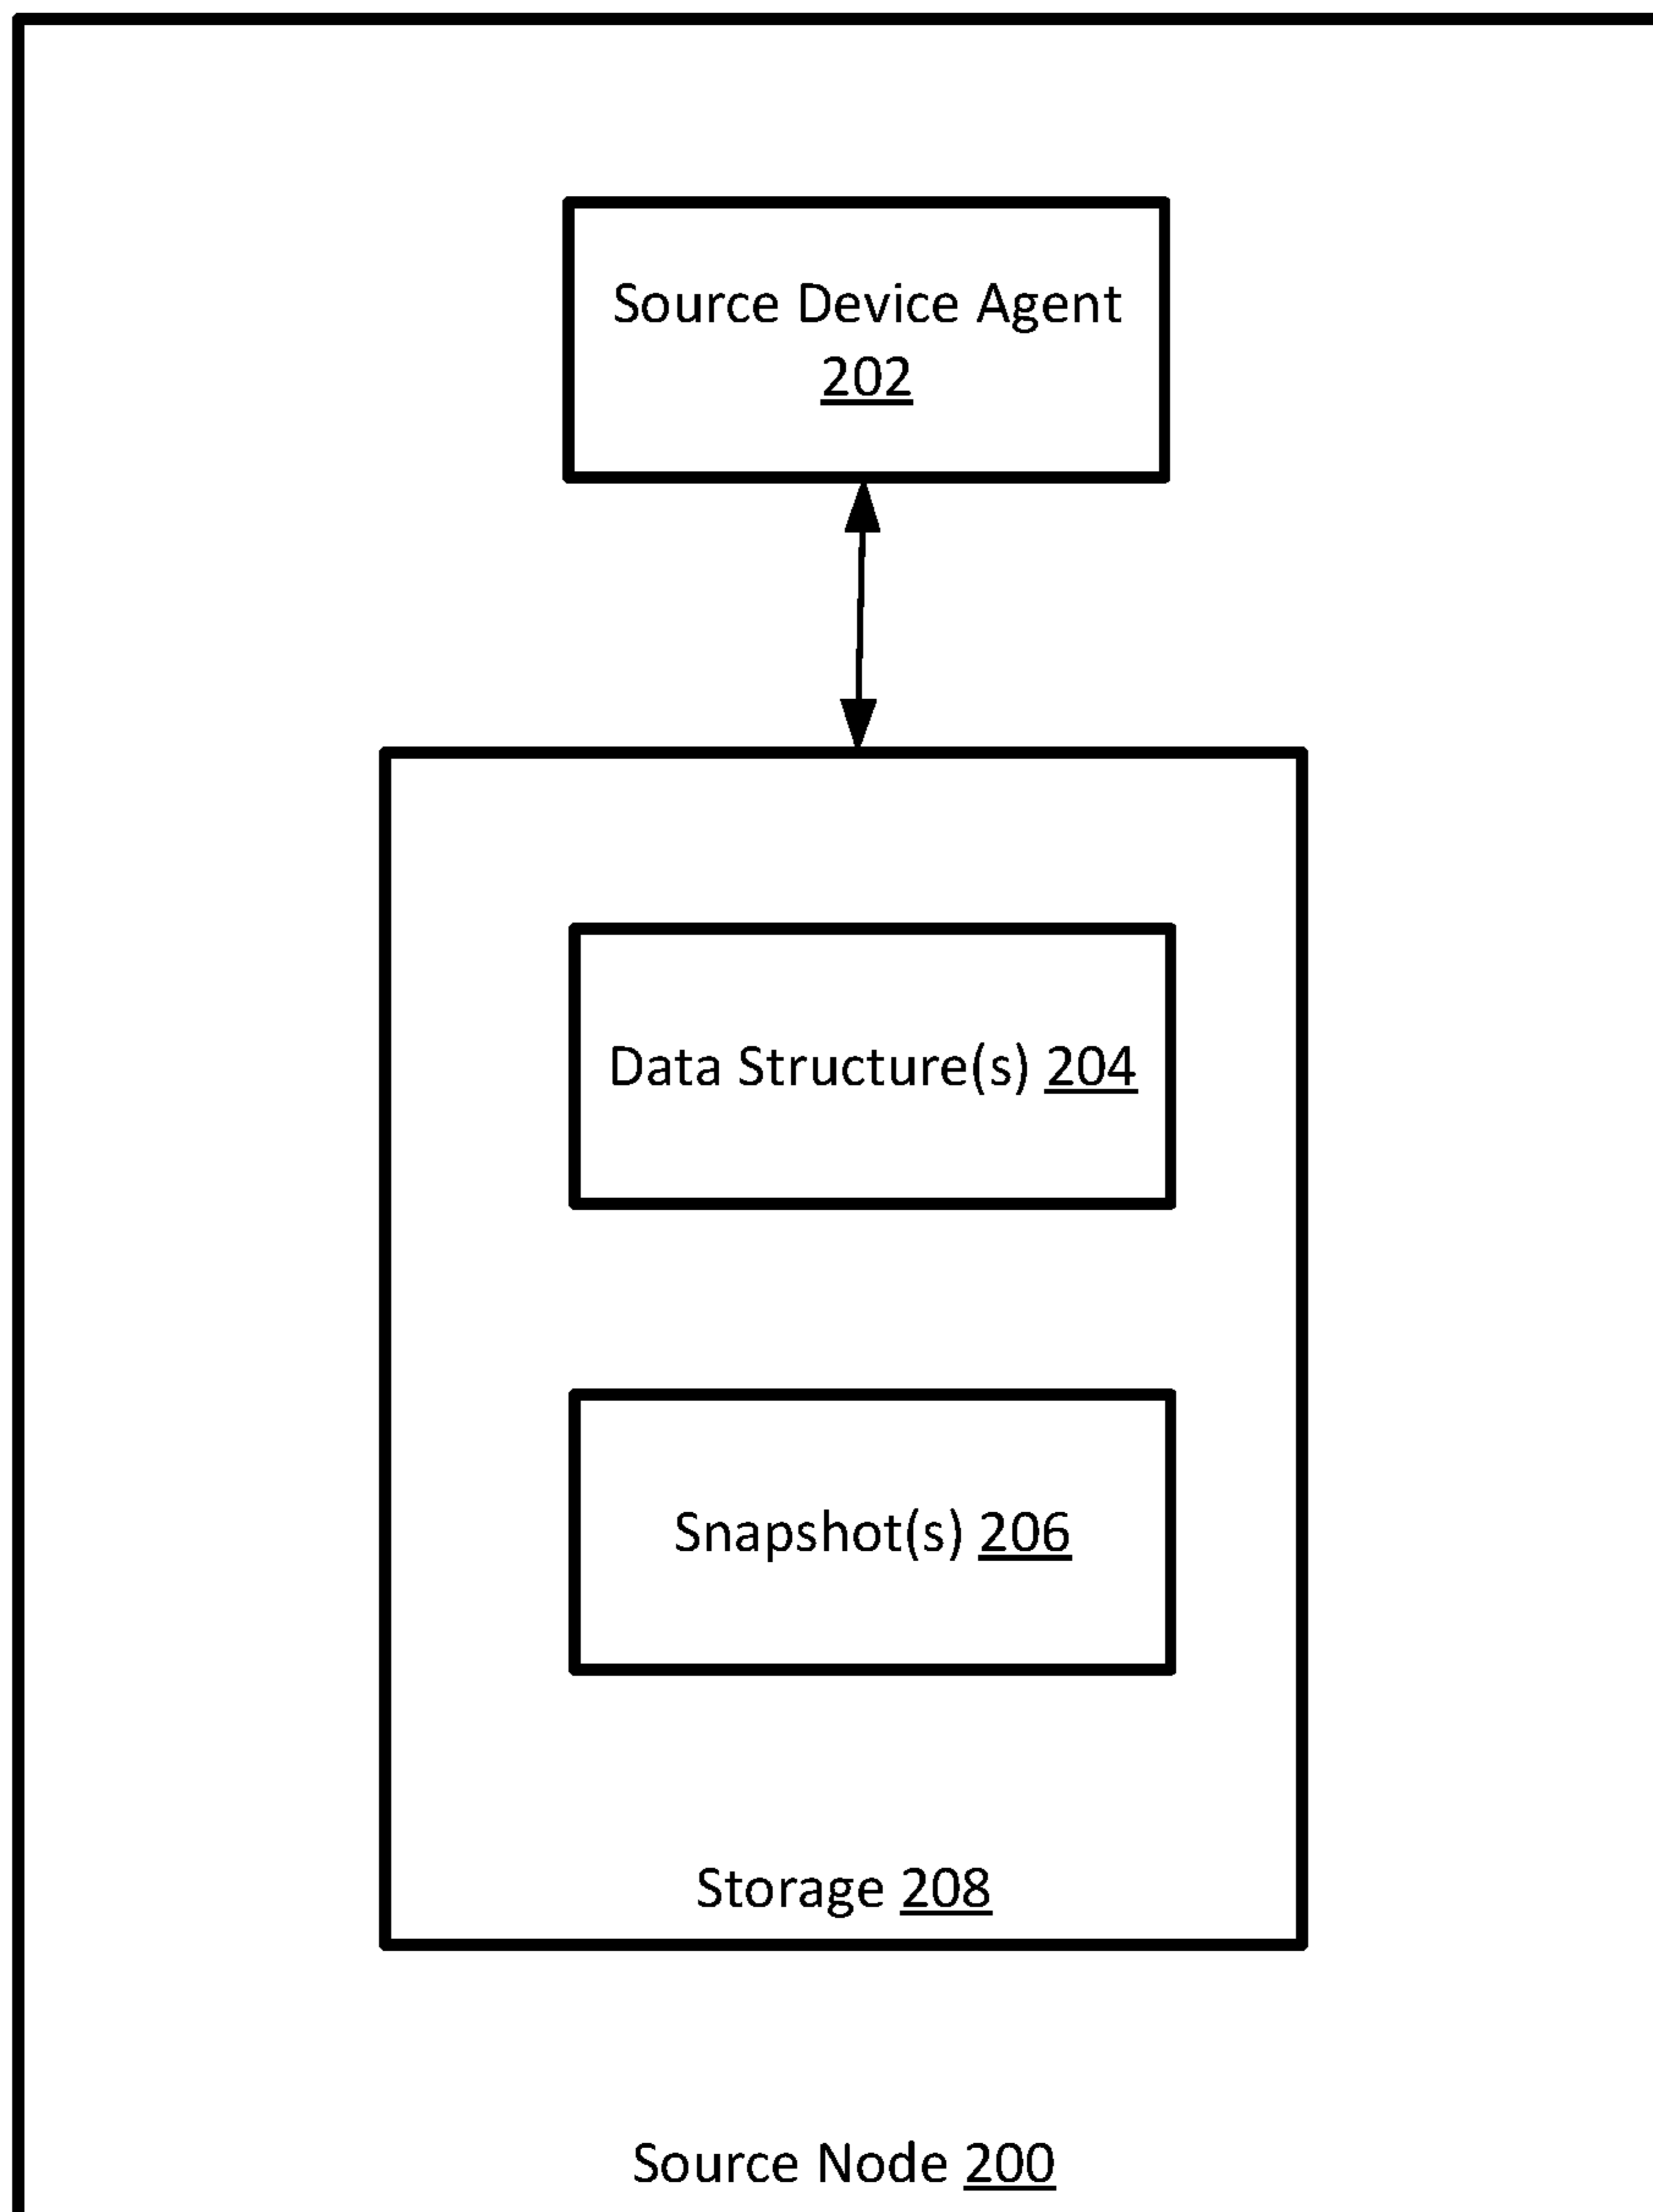 Source Device Agent
202
Data Structure(s) 204
Snapshot(s) 206
Storage 208
Source Node 200